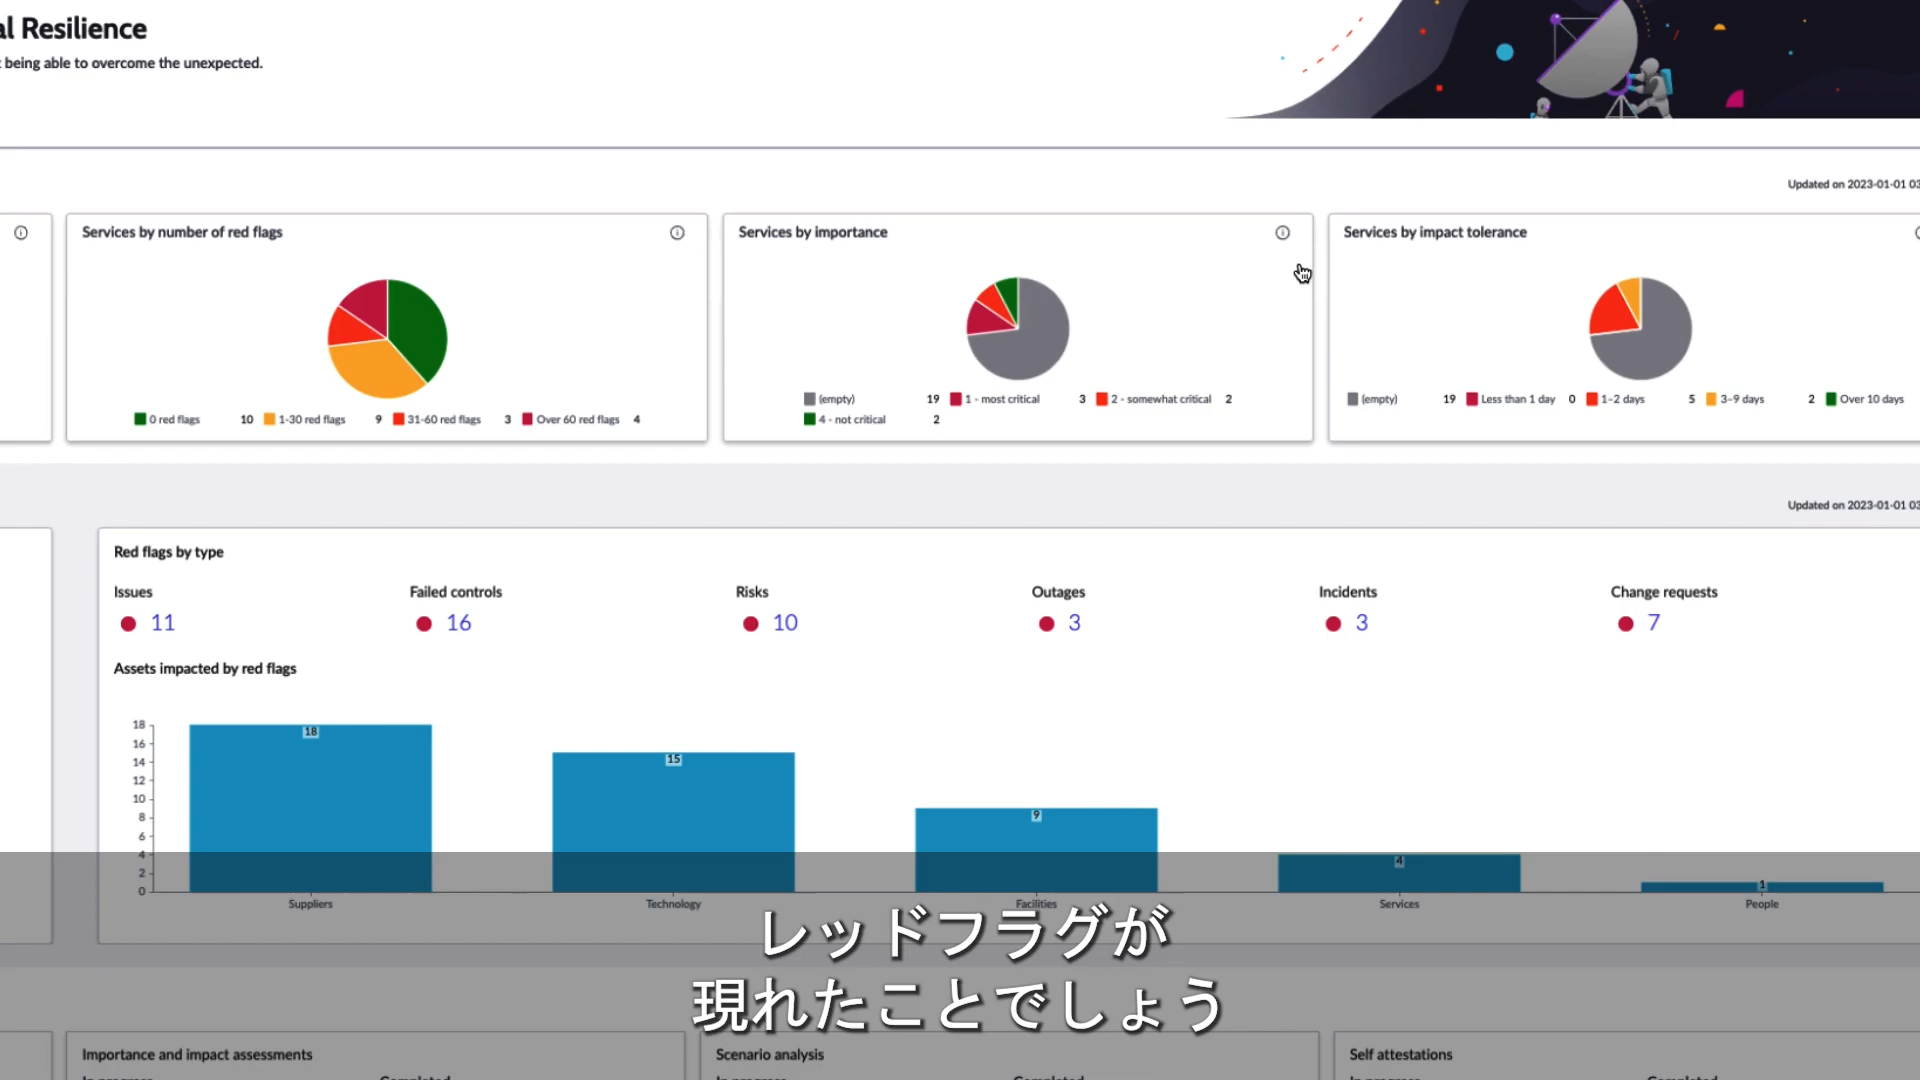 al Resilience
being able to overcome the unexpected.
Updated on 2023-01-01 03
Services by number of red flags
0 red flags 10 1-30 red flags 9 31-60 red flags 3 Over 60 red flags 4
Services by importance
(empty) 19 1 - most critical 3 2 - somewhat critical 2
4 - not critical 2
Services by impact tolerance
(empty) 19 Less than 1 day 0 1-2 days 5 3-9 days 2 Over 10 days
Updated on 2023-01-01 03
Red flags by type
Issues Failed controls Risks Outages Incidents Change requests
11 16 10 3 3 7
Assets impacted by red flags
18
16
14
12
10
8
6
4
2
0
18 15 9 4 1
Suppliers Technology Facilities Services People
レッドフラグが
現れたことでしょう
Importance and impact assessments
Scenario analysis
Self attestations